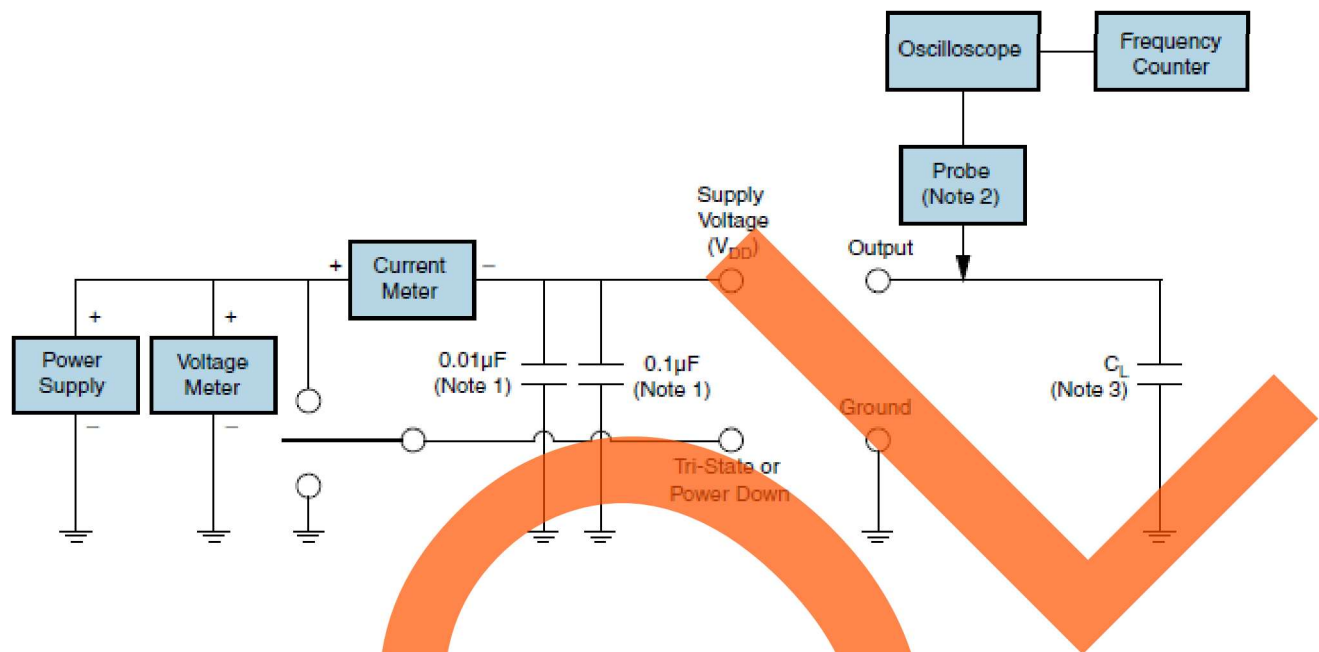 Oscilloscope
Frequency
Counter
Probe
(Note 2)
Supply
Voltage
(VDD)
Output
+
Current
Meter
–
+
Power
Supply
–
+
Voltage
Meter
–
0.01µF
(Note 1)
0.1µF
(Note 1)
CL
(Note 3)
Ground
Tri-State or
Power Down